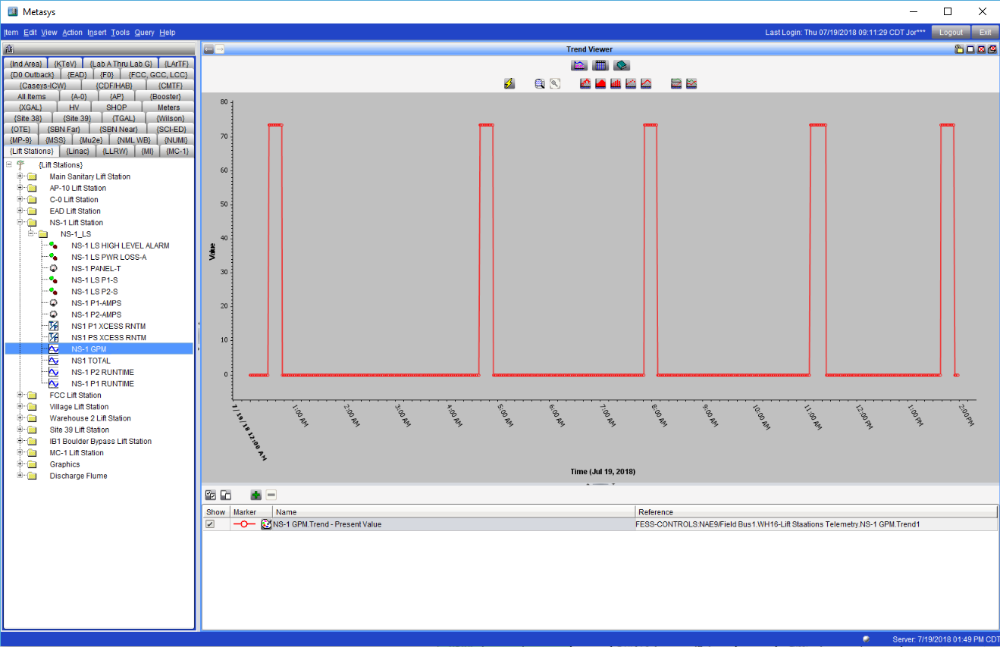 Metasys
Item Edit View Action Insert Tools Query Help
Last Login: Thu 07/19/2018 09:11:29 CDT Jor*** Logout Exit
{Ind Area} {KTeV} {Lab A Thru Lab G} {LArTF}
{D0 Outback} {EAD} {F0} {FCC, GCC, LCC}
{Caseys-ICW} {CDF/HAB} {CMTF}
All Items {A-0} {AP} {Booster}
{XGAL} HV SHOP Meters
{Site 38} {Site 39} {TGAL} {Wilson}
{OTE} {SBN Far} {SBN Near} {SCI-ED}
{MP-9} {MSS} {Mu2e} {NML WB} {NUMI}
{Lift Stations} {Linac} {LLRW} {MI} {MC-1}
{Lift Stations}
Main Sanitary Lift Station
AP-10 Lift Station
C-0 Lift Station
EAD Lift Station
NS-1 Lift Station
NS-1_LS
NS-1 LS HIGH LEVEL ALARM
NS-1 LS PWR LOSS-A
NS-1 PANEL-T
NS-1 LS P1-S
NS-1 LS P2-S
NS-1 P1-AMPS
NS-1 P2-AMPS
NS1 P1 XCESS RNTM
NS1 PS XCESS RNTM
NS-1 GPM
NS1 TOTAL
NS-1 P2 RUNTIME
NS-1 P1 RUNTIME
FCC Lift Station
Village Lift Station
Warehouse 2 Lift Station
Site 39 Lift Station
IB1 Boulder Bypass Lift Station
MC-1 Lift Station
Graphics
Discharge Flume
Trend Viewer
80
70
60
50
40
30
20
10
0
Value
7/19/18 12:00 AM
1:00 AM
2:00 AM
3:00 AM
4:00 AM
5:00 AM
6:00 AM
7:00 AM
8:00 AM
9:00 AM
10:00 AM
11:00 AM
12:00 PM
1:00 PM
2:00 PM
Time (Jul 19, 2018)
Show Marker Name Reference
NS-1 GPM.Trend - Present Value FESS-CONTROLS:NAE9/Field Bus1.WH16-Lift Staations Telemetry.NS-1 GPM.Trend1
Server: 7/19/2018 01:49 PM CDT